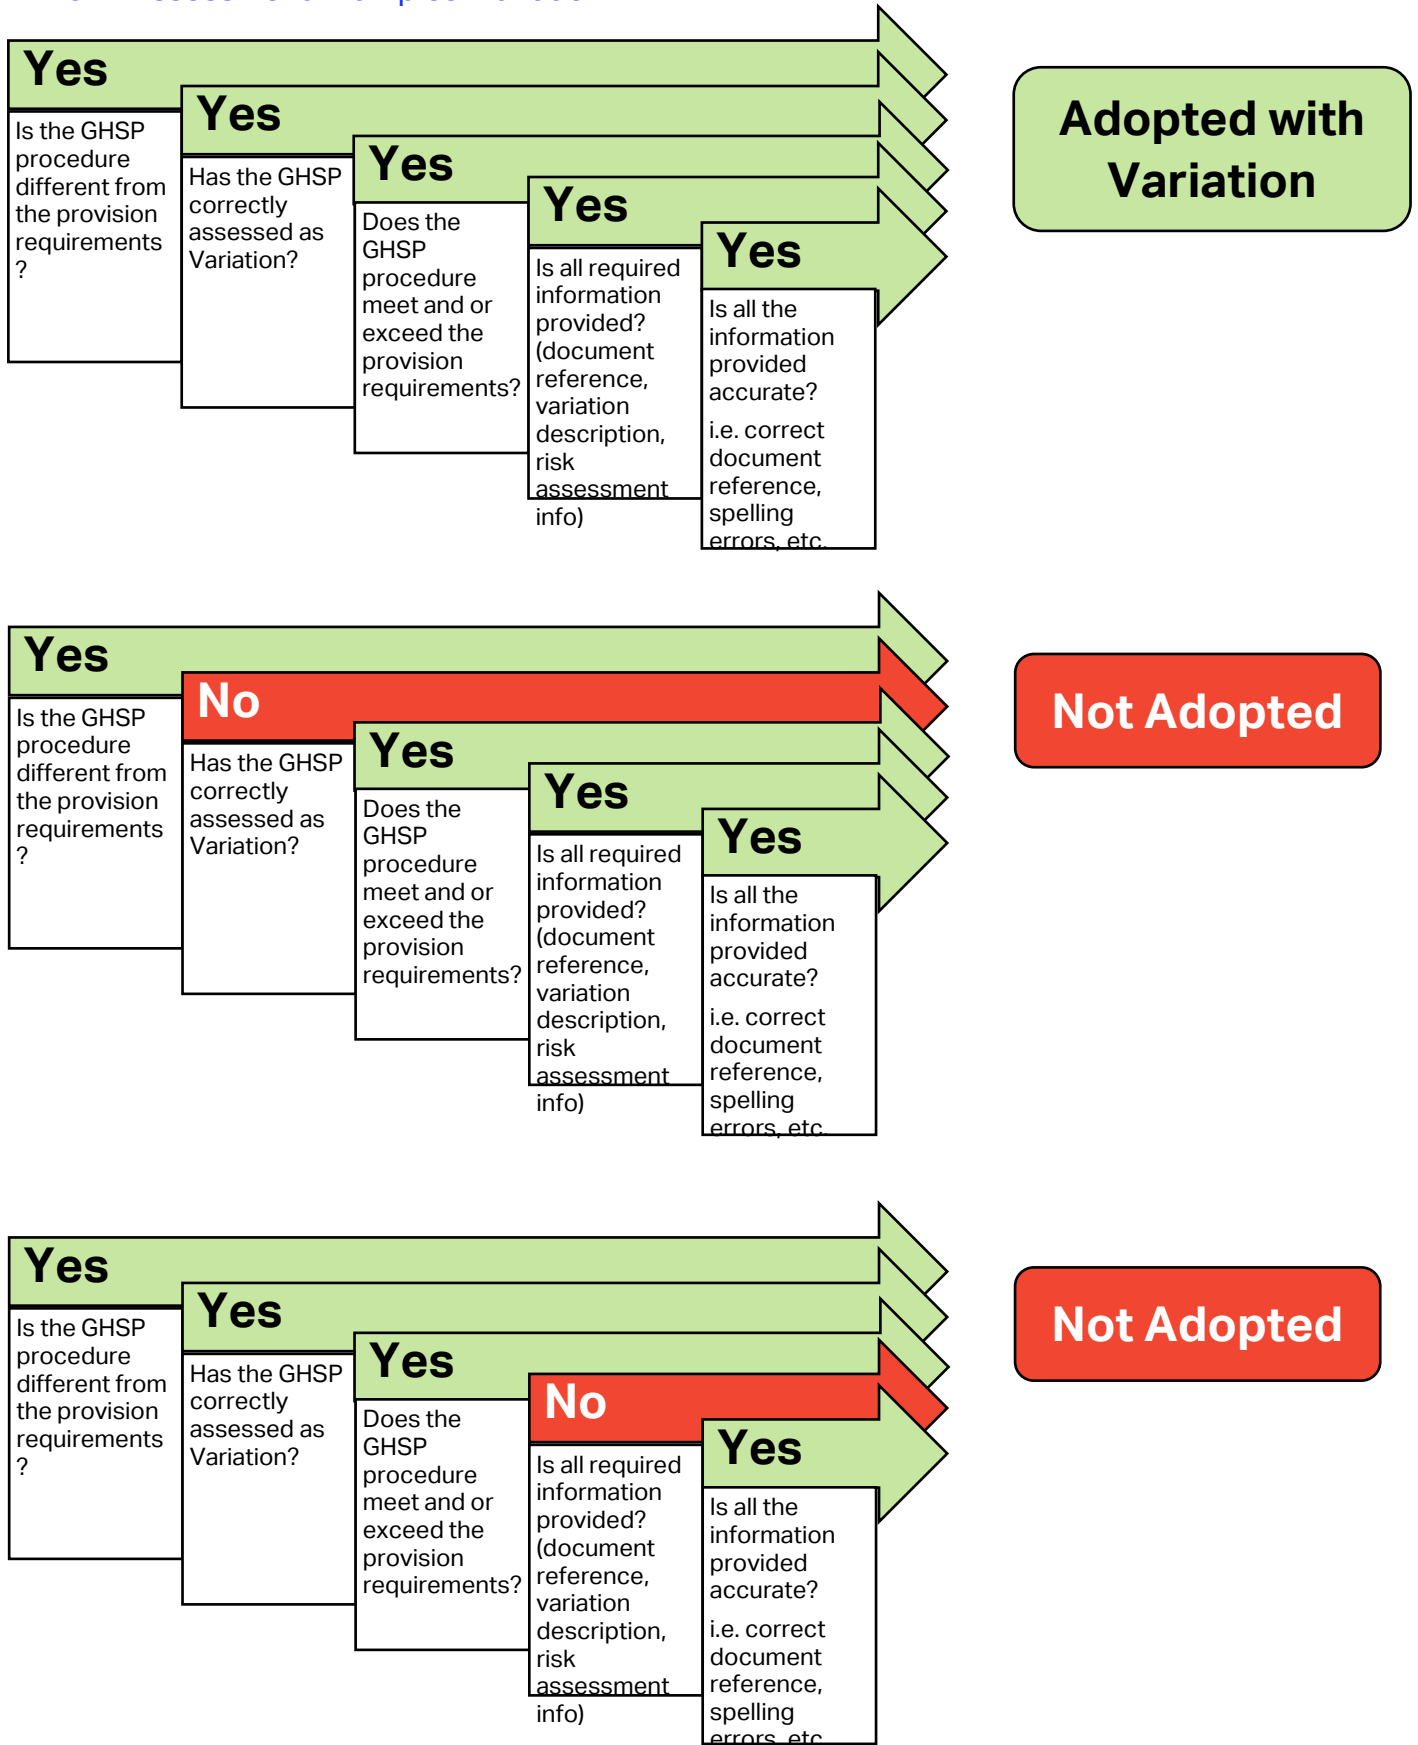 Yes
Is the GHSP
procedure
different from
the provision
requirements
?
Yes
Has the GHSP
correctly
assessed as
Variation?
Yes
Does the
GHSP
procedure
meet and or
exceed the
provision
requirements?
Yes
Is all required
information
provided?
(document
reference,
variation
description,
risk
assessment
info)
Yes
Is all the
information
provided
accurate?
i.e. correct
document
reference,
spelling
errors, etc.
Adopted with
Variation
Yes
Is the GHSP
procedure
different from
the provision
requirements
?
No
Has the GHSP
correctly
assessed as
Variation?
Yes
Does the
GHSP
procedure
meet and or
exceed the
provision
requirements?
Yes
Is all required
information
provided?
(document
reference,
variation
description,
risk
assessment
info)
Yes
Is all the
information
provided
accurate?
i.e. correct
document
reference,
spelling
errors, etc.
Not Adopted
Yes
Is the GHSP
procedure
different from
the provision
requirements
?
Yes
Has the GHSP
correctly
assessed as
Variation?
Yes
Does the
GHSP
procedure
meet and or
exceed the
provision
requirements?
No
Is all required
information
provided?
(document
reference,
variation
description,
risk
assessment
info)
Yes
Is all the
information
provided
accurate?
i.e. correct
document
reference,
spelling
errors, etc.
Not Adopted